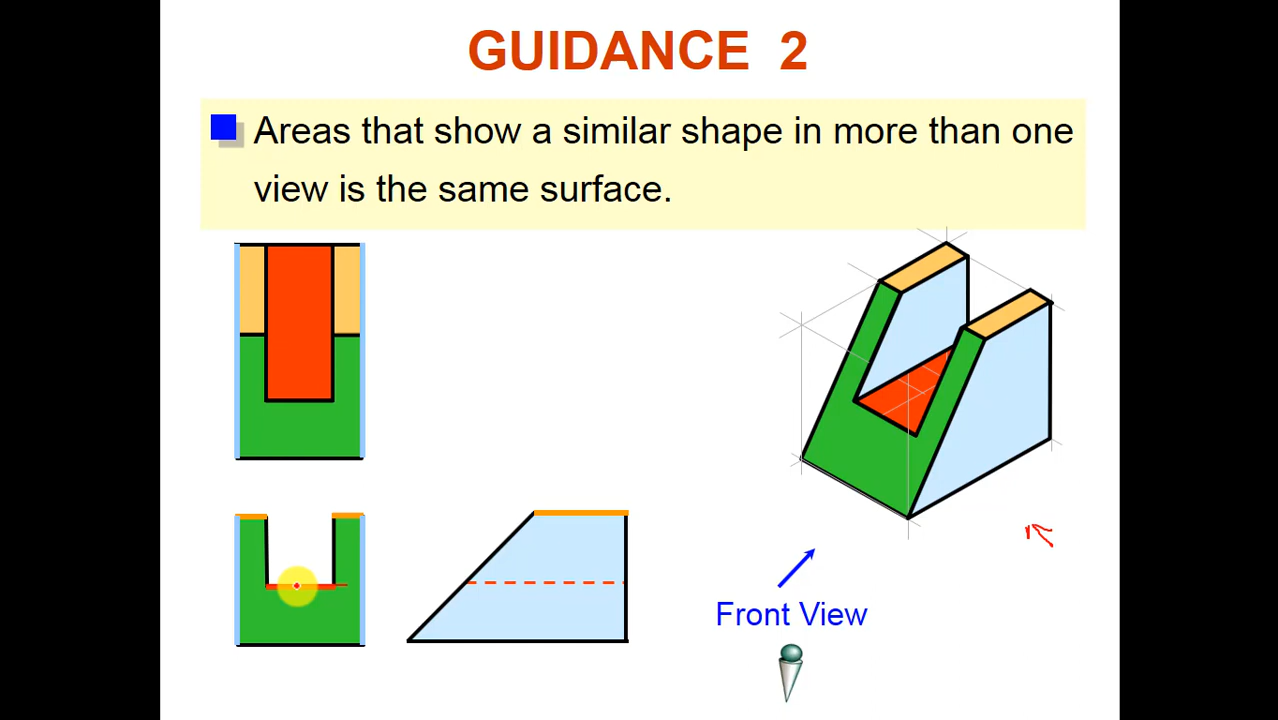 GUIDANCE 2
Areas that show a similar shape in more than one
view is the same surface.
Front View